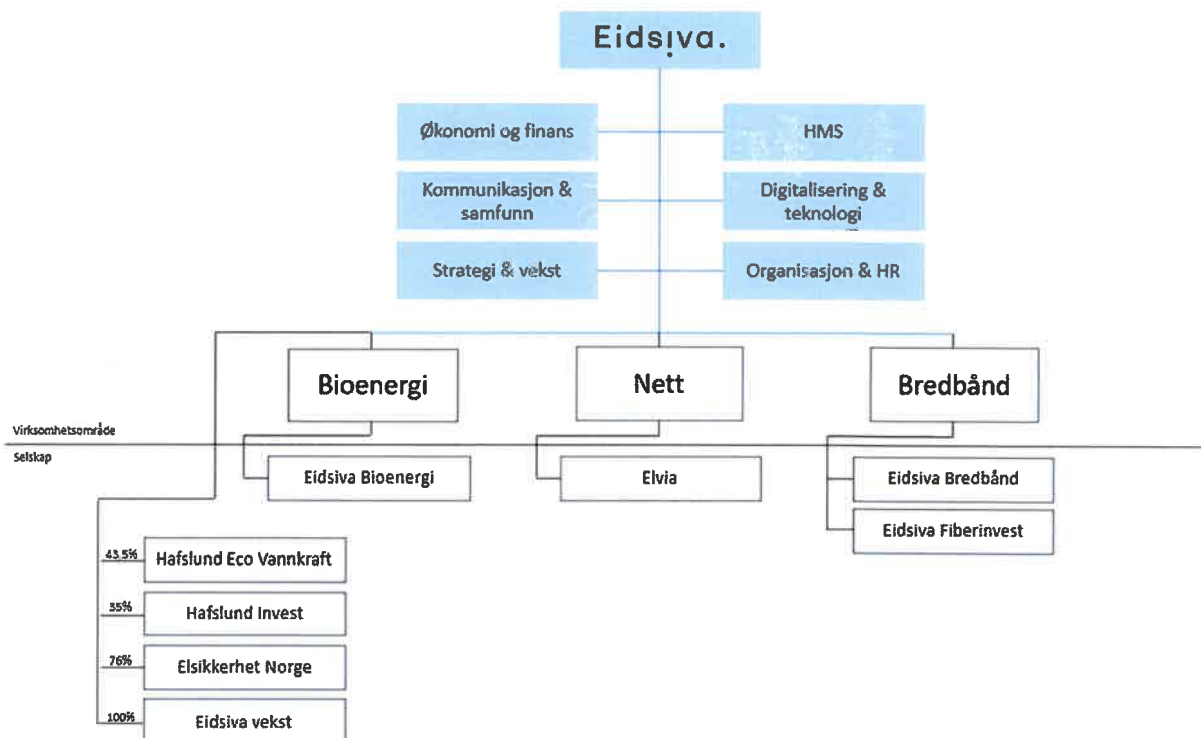 Eidsiva.
Økonomi og finans
HMS
Kommunikasjon &
samfunn
Digitalisering &
teknologi
Strategi & vekst
Organisasjon & HR
Bioenergi
Nett
Bredbånd
Virksomhetsområde
Selskap
Eidsiva Bioenergi
Elvia
Eidsiva Bredbånd
Eidsiva Fiberinvest
43,5%
Hafslund Eco Vannkraft
35%
Hafslund Invest
76%
Elsikkerhet Norge
100%
Eidsiva vekst